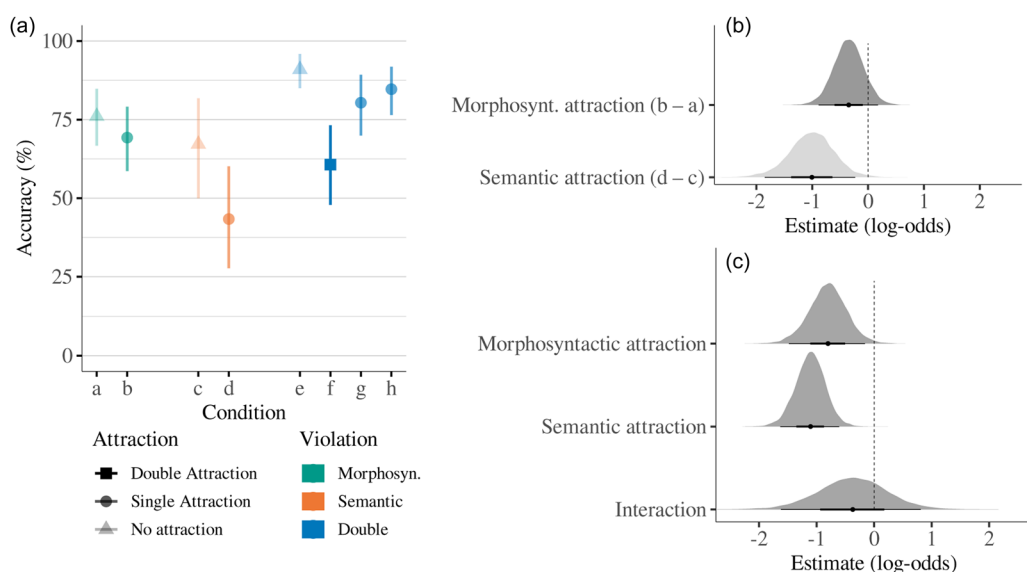 (a)
100
75
50
25
0
Accuracy (%)
a b c d e f g h
Condition
Attraction
Double Attraction
Single Attraction
No attraction
Violation
Morphosyn.
Semantic
Double
(b)
Morphosynt. attraction (b – a)
Semantic attraction (d – c)
-2 -1 0 1 2
Estimate (log-odds)
(c)
Morphosyntactic attraction
Semantic attraction
Interaction
-2 -1 0 1 2
Estimate (log-odds)